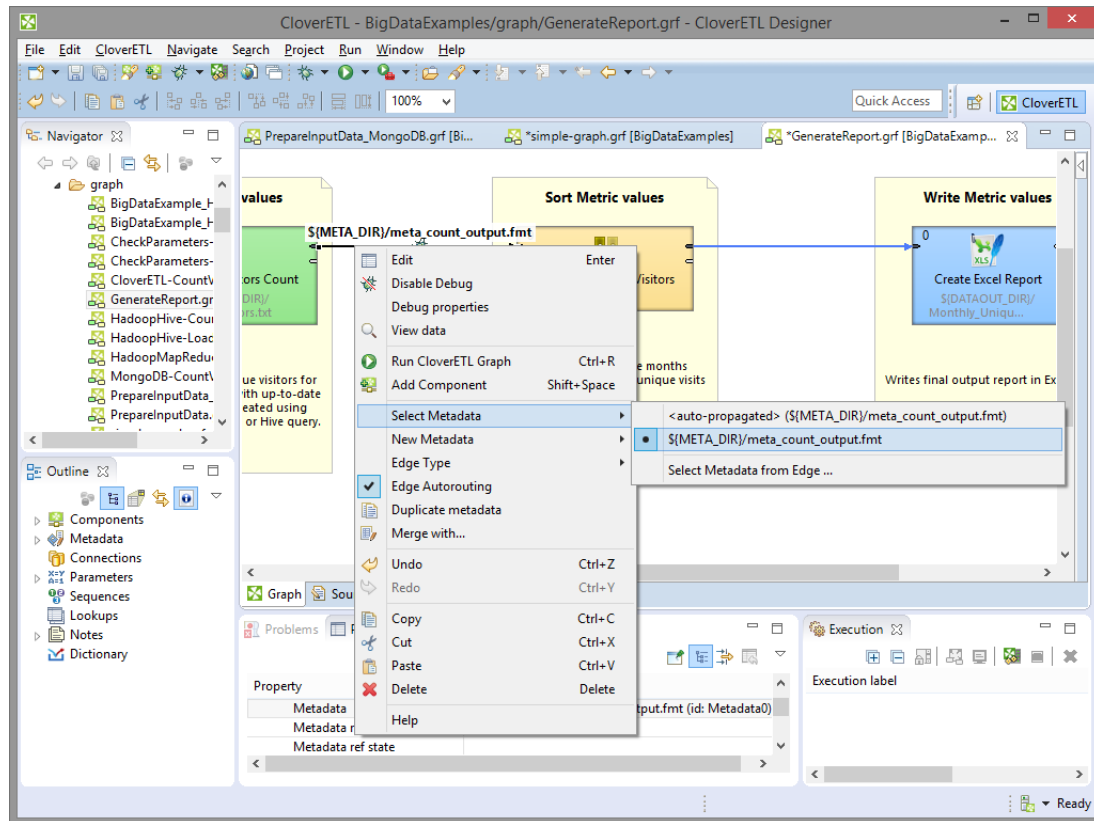 CloverETL - BigDataExamples/graph/GenerateReport.grf - CloverETL Designer
File Edit CloverETL Navigate Search Project Run Window Help
100%
Quick Access
CloverETL
Navigator
graph
BigDataExample_H
BigDataExample_H
CheckParameters-
CheckParameters-
CloverETL-CountV
GenerateReport.gr
HadoopHive-Cour
HadoopHive-Load
HadoopMapReduc
MongoDB-CountV
PrepareInputData_
PrepareInputData.
Outline
Components
Metadata
Connections
Parameters
Sequences
Lookups
Notes
Dictionary
PrepareInputData_MongoDB.grf [Bi...
*simple-graph.grf [BigDataExamples]
*GenerateReport.grf [BigDataExamp...
values
Sort Metric values
Write Metric values
${META_DIR}/meta_count_output.fmt
ors Count
DIR}/
ors.txt
Visitors
0
XLS
Create Excel Report
${DATAOUT_DIR}/
Monthly_Uniqu...
ue visitors for
ith up-to-date
eated using
or Hive query.
e months
unique visits
Writes final output report in Ex
Edit Enter
Disable Debug
Debug properties
View data
Run CloverETL Graph Ctrl+R
Add Component Shift+Space
Select Metadata
New Metadata
Edge Type
Edge Autorouting
Duplicate metadata
Merge with...
Undo Ctrl+Z
Redo Ctrl+Y
Copy Ctrl+C
Cut Ctrl+X
Paste Ctrl+V
Delete Delete
Help
<auto-propagated> (${META_DIR}/meta_count_output.fmt)
${META_DIR}/meta_count_output.fmt
Select Metadata from Edge ...
Graph
Sou
Problems
Property
Metadata
tput.fmt (id: Metadata0)
Metadata r
Metadata ref state
Execution
Execution label
Ready